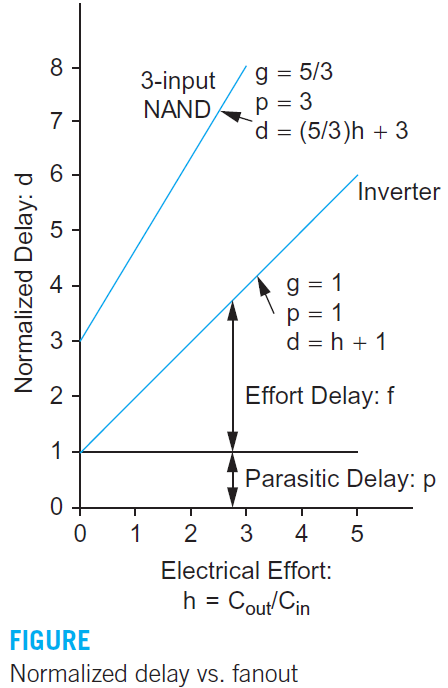 8
7
6
5
4
3
2
1
0
Normalized Delay: d
3-input
NAND
g = 5/3
p = 3
d = (5/3)h + 3
Inverter
g = 1
p = 1
d = h + 1
Effort Delay: f
Parasitic Delay: p
0 1 2 3 4 5
Electrical Effort:
h = Cout/Cin
FIGURE
Normalized delay vs. fanout